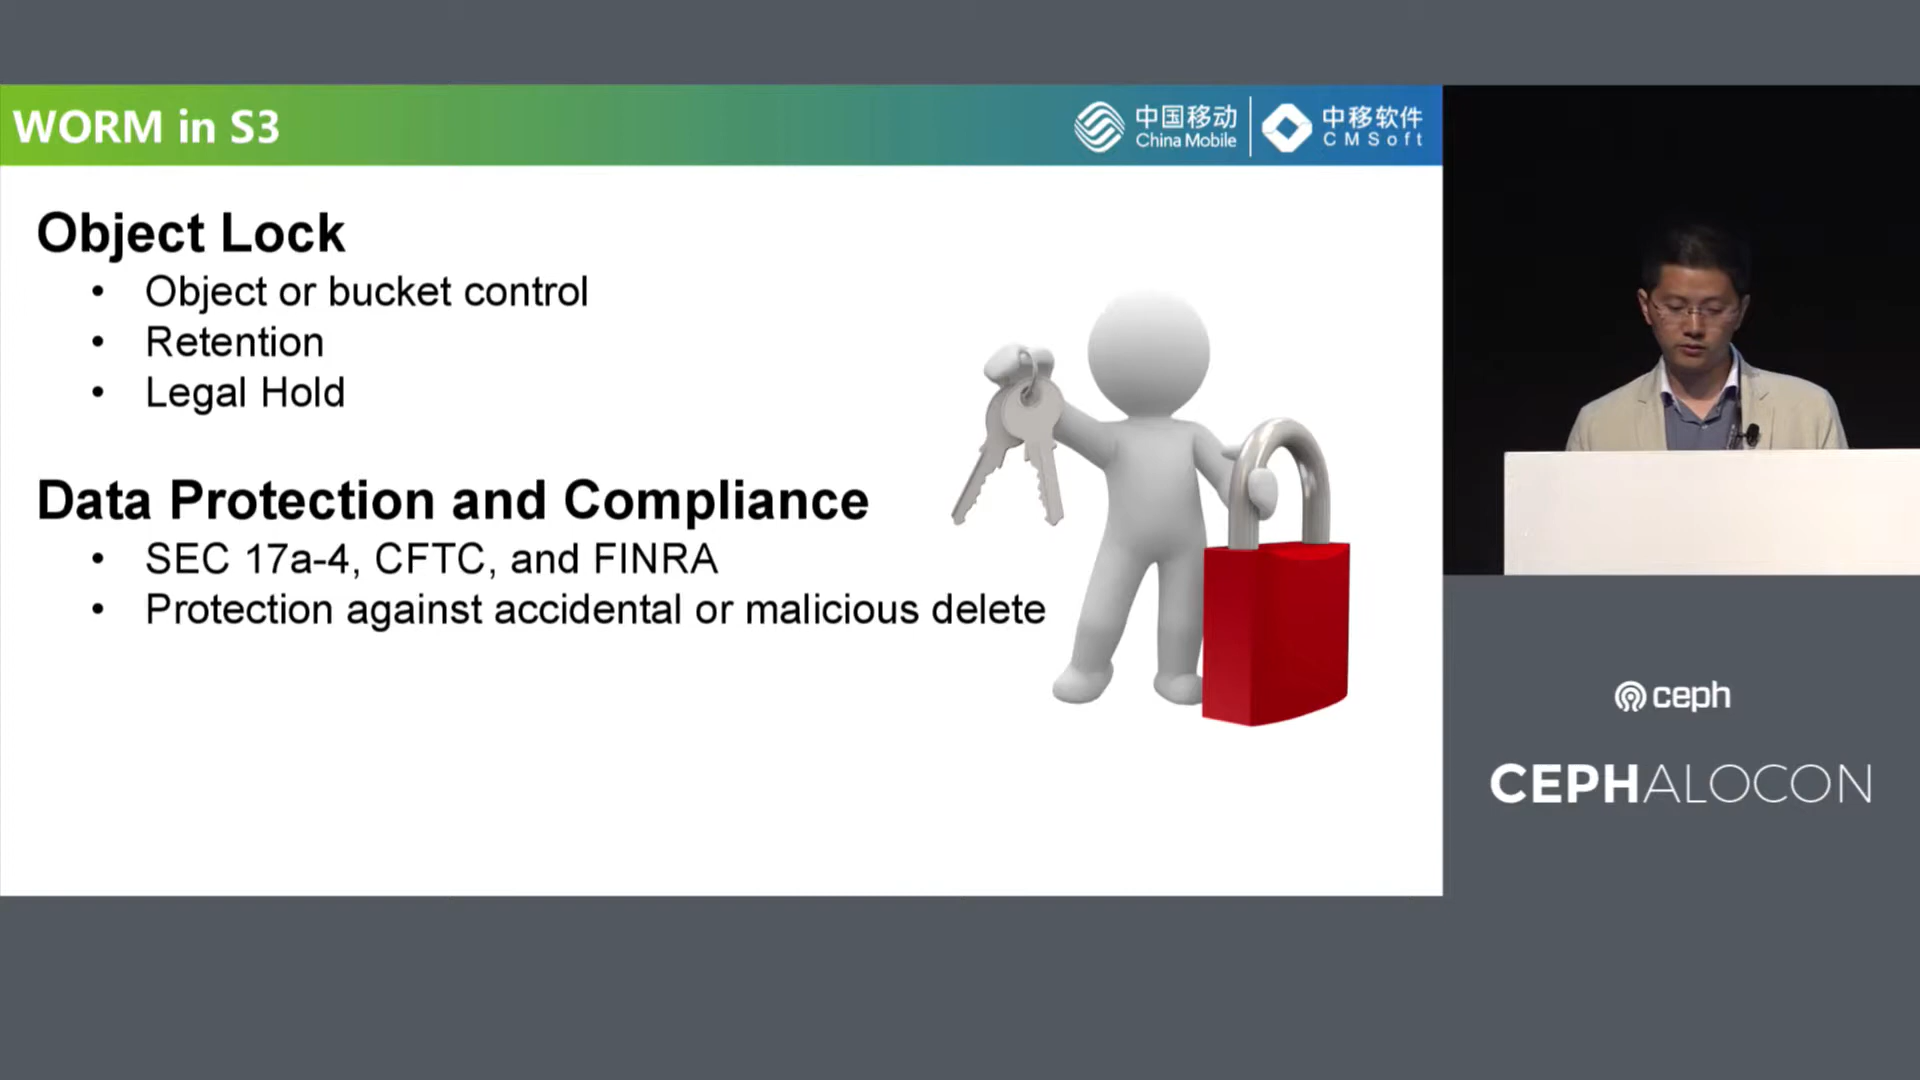 WORM in S3
中国移动
China Mobile
中移软件
CMSoft
Object Lock
• Object or bucket control
• Retention
• Legal Hold
Data Protection and Compliance
• SEC 17a-4, CFTC, and FINRA
• Protection against accidental or malicious delete
ceph
CEPHALOCON